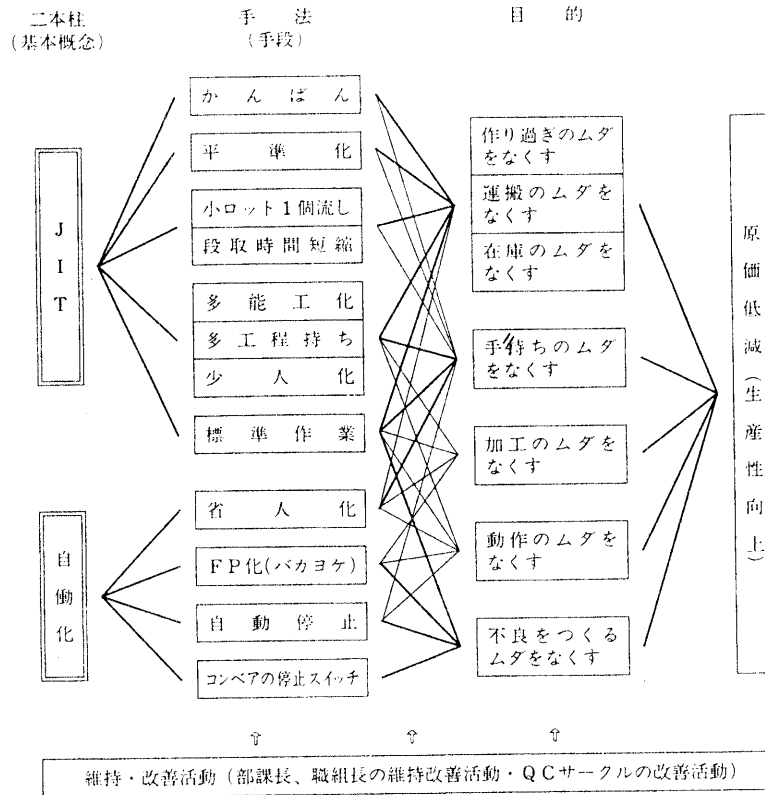 二本柱
(基本概念)
手法
(手段)
目的
JIT
自働化
かんばん
平準化
小ロット1個流し
段取時間短縮
多能工化
多工程持ち
少人化
標準作業
省人化
FP化(バカヨケ)
自動停止
コンベアの停止スイッチ
作り過ぎのムダ
をなくす
運搬のムダを
なくす
在庫のムダを
なくす
手待ちのムダ
をなくす
加工のムダを
なくす
動作のムダを
なくす
不良をつくる
ムダをなくす
原価低減(生産性向上)
⇧ ⇧ ⇧
維持・改善活動(部課長、職組長の維持改善活動・QCサークルの改善活動)